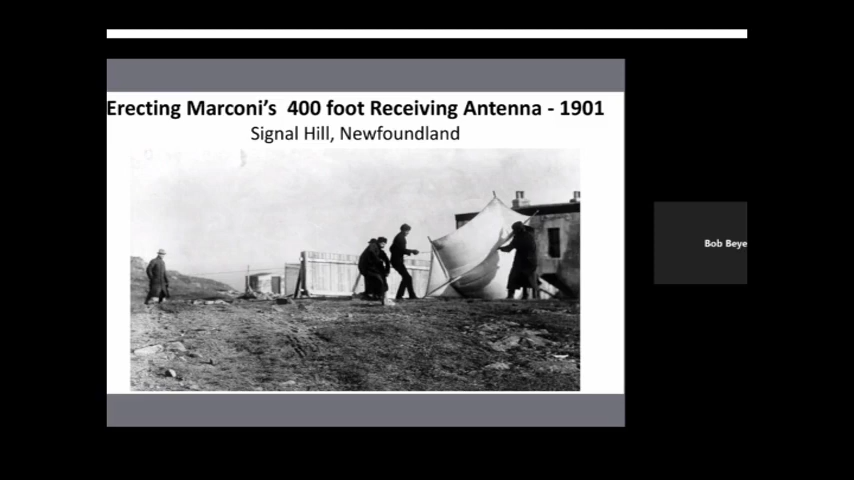 Erecting Marconi's  400 foot Receiving Antenna - 1901
Signal Hill, Newfoundland
Bob Beye